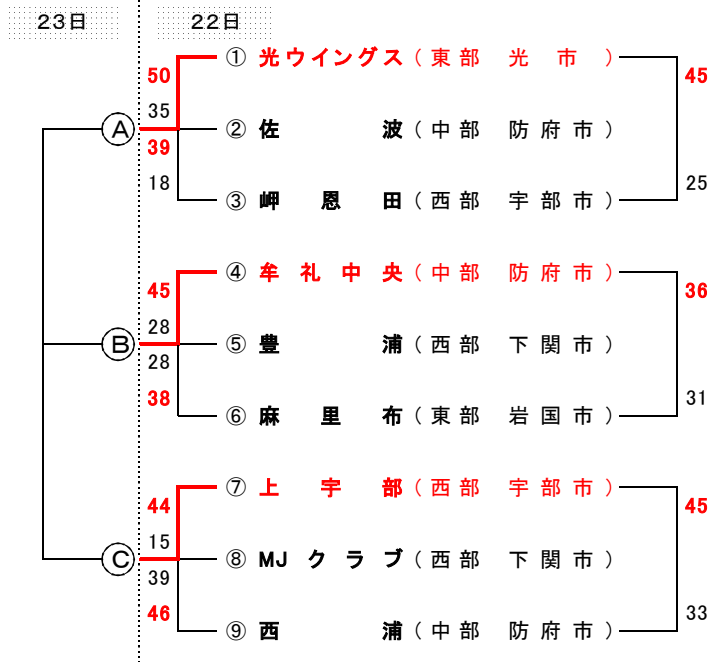 23日 22日
① 光ウイングス（東部 光市） 45
50
35
Ⓐ ② 佐波（中部 防府市）
39
18 25
③ 岬恩田（西部 宇部市）
④ 牟礼中央（中部 防府市）
45 36
28
Ⓑ ⑤ 豊浦（西部 下関市）
28
38 31
⑥ 麻里布（東部 岩国市）
⑦ 上宇部（西部 宇部市）
44 45
15
Ⓒ ⑧ MJクラブ（西部 下関市）
39
46 33
⑨ 西浦（中部 防府市）